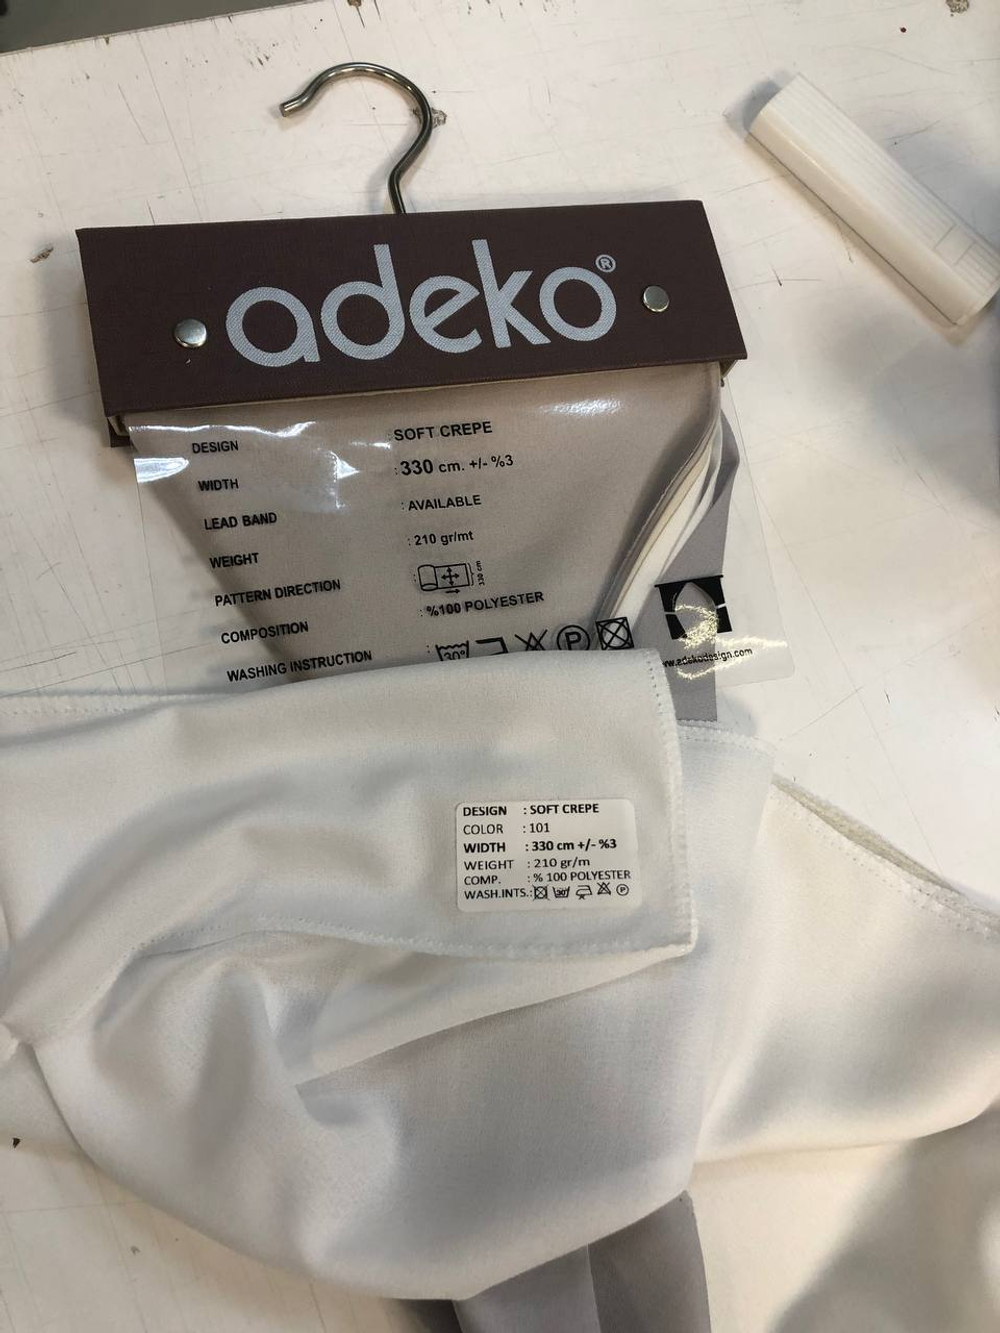 adeko®
DESIGN : SOFT CREPE
WIDTH : 330 cm. +/- %3
LEAD BAND : AVAILABLE
WEIGHT : 210 gr/mt
PATTERN DIRECTION 330 cm
COMPOSITION : %100 POLYESTER
WASHING INSTRUCTION : 30° P
w.adekodesign.com
DESIGN : SOFT CREPE
COLOR : 101
WIDTH : 330 cm +/- %3
WEIGHT : 210 gr/m
COMP. : % 100 POLYESTER
WASH.INTS.: 30° P